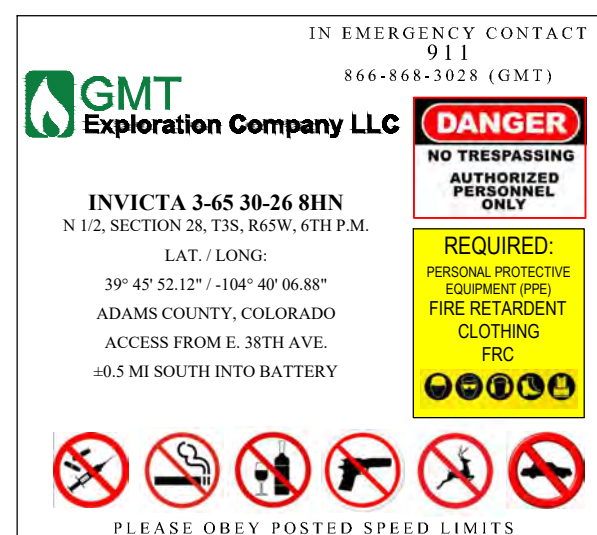 IN EMERGENCY CONTACT
911
866-868-3028 (GMT)
GMT
Exploration Company LLC
DANGER
NO TRESPASSING
AUTHORIZED
PERSONNEL
ONLY
INVICTA 3-65 30-26 8HN
N 1/2, SECTION 28, T3S, R65W, 6TH P.M.
LAT. / LONG:
39° 45' 52.12" / -104° 40' 06.88"
ADAMS COUNTY, COLORADO
ACCESS FROM E. 38TH AVE.
±0.5 MI SOUTH INTO BATTERY
REQUIRED:
PERSONAL PROTECTIVE
EQUIPMENT (PPE)
FIRE RETARDENT
CLOTHING
FRC
PLEASE OBEY POSTED SPEED LIMITS